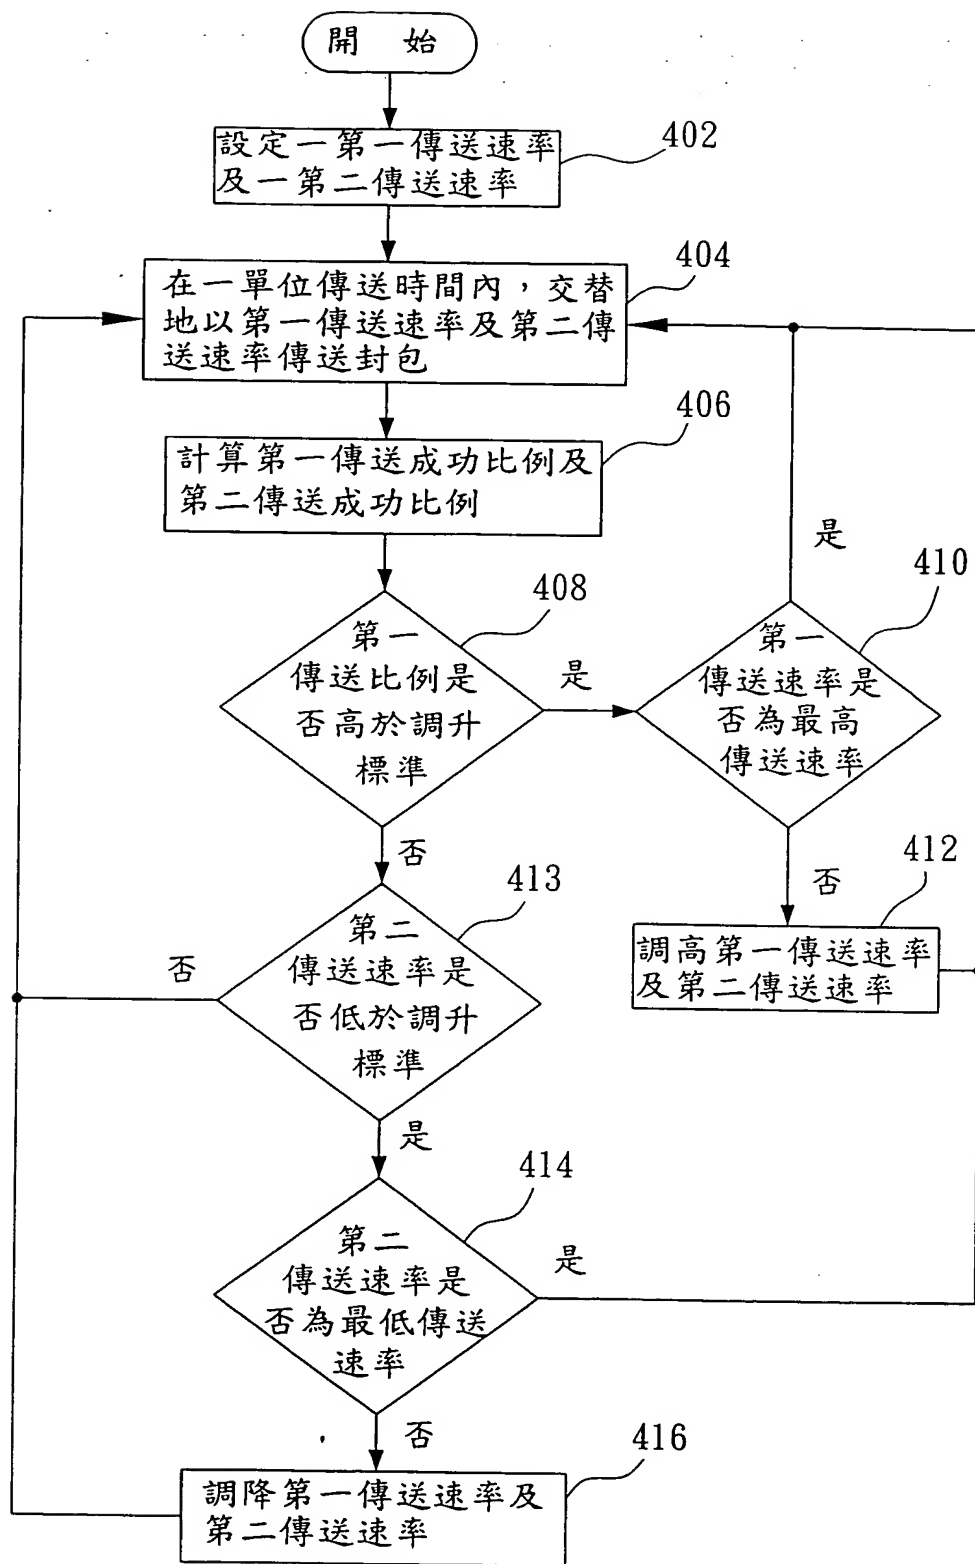 開 始
設定一第一傳送速率
及一第二傳送速率
402
在一單位傳送時間內，交替
地以第一傳送速率及第二傳
送速率傳送封包
404
計算第一傳送成功比例及
第二傳送成功比例
406
第一
傳送比例是
否高於調升
標準
408
是
否
第一
傳送速率是
否為最高
傳送速率
410
是
否
調高第一傳送速率
及第二傳送速率
412
第二
傳送速率是
否低於調升
標準
413
否
是
第二
傳送速率是
否為最低傳送
速率
414
是
否
調降第一傳送速率及
第二傳送速率
416